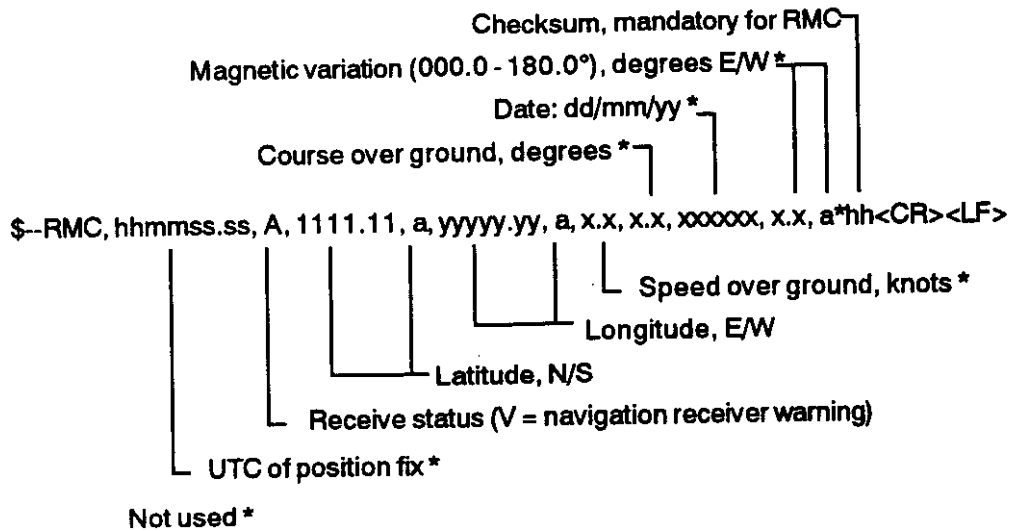 Checksum, mandatory for RMC
Magnetic variation (000.0 - 180.0°), degrees E/W *
Date: dd/mm/yy *
Course over ground, degrees *
$--RMC, hhmmss.ss, A, 1111.11, a, yyyyy.yy, a, x.x, x.x, xxxxxx, x.x, a*hh<CR><LF>
Speed over ground, knots *
Longitude, E/W
Latitude, N/S
Receive status (V = navigation receiver warning)
UTC of position fix *
Not used *